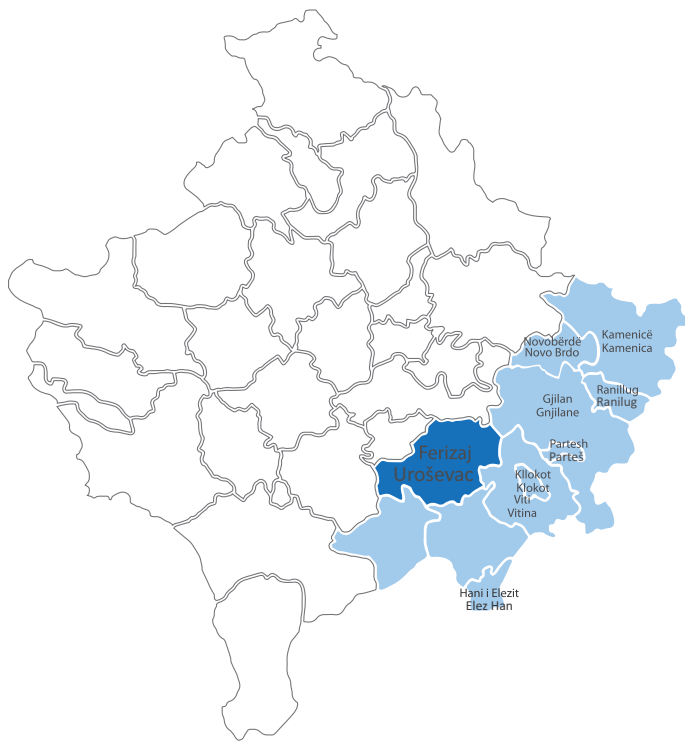 Kamenicë
Kamenica
Novobërdë
Novo Brdo
Ranillug
Ranilug
Gjilan
Gnjilane
Partesh
Parteš
Ferizaj
Uroševac
Kllokot
Klokot
Viti
Vitina
Hani i Elezit
Elez Han